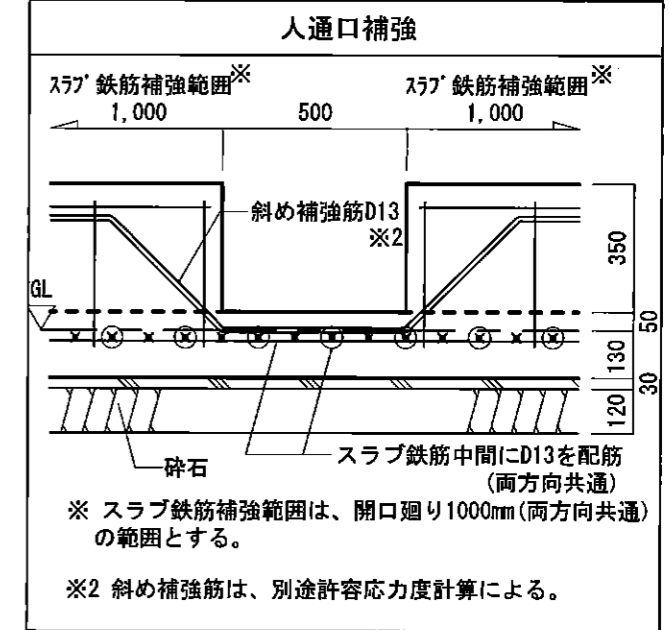 人通口補強
スラブ鉄筋補強範囲※
スラブ鉄筋補強範囲※
1,000
500
1,000
斜め補強筋D13
※2
350
GL
50
130
30
120
砕石
スラブ鉄筋中間にD13を配筋
(両方向共通)
※ スラブ鉄筋補強範囲は、開口廻り1000mm(両方向共通)
の範囲とする。
※2 斜め補強筋は、別途許容応力度計算による。